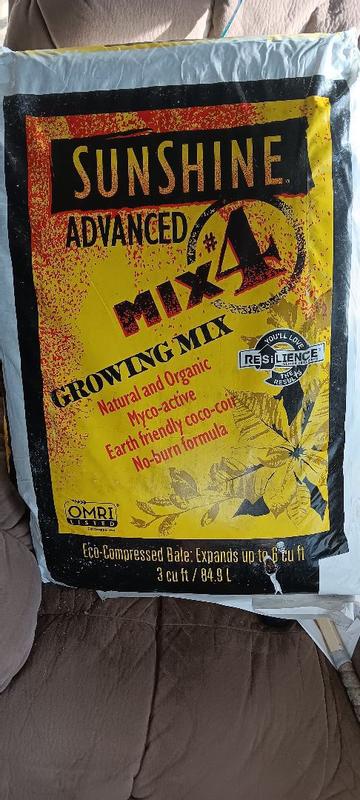 SUNSHINE
ADVANCED
MIX #4
GROWING MIX
YOU'LL LOVE
RESiLIENCE
THE
RESULTS
Natural and Organic
Myco-active
Earth friendly coco-coir
No-burn formula
OMRI
LISTED
Eco-Compressed Bale: Expands up to 6 cu ft
3 cu ft / 84.9 L